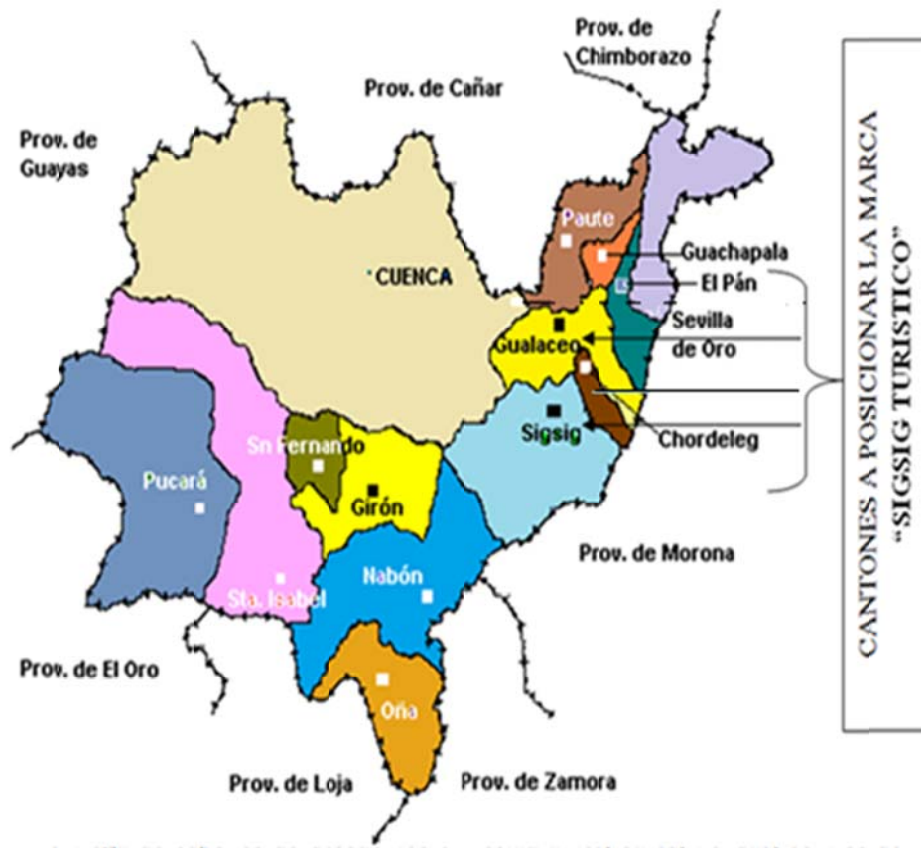 Prov. de
Chimborazo
Prov. de Cañar
Prov. de
Guayas
Paute
Guachapala
CUENCA
El Pán
Sevilla
de Oro
Gualaceo
Sigsig
Chordeleg
Sn Fernando
Pucará
Girón
Prov. de Morona
Nabón
Sta. Isabel
Prov. de El Oro
Oña
Prov. de Loja
Prov. de Zamora
CANTONES A POSICIONAR LA MARCA
“SIGSIG TURISTICO”